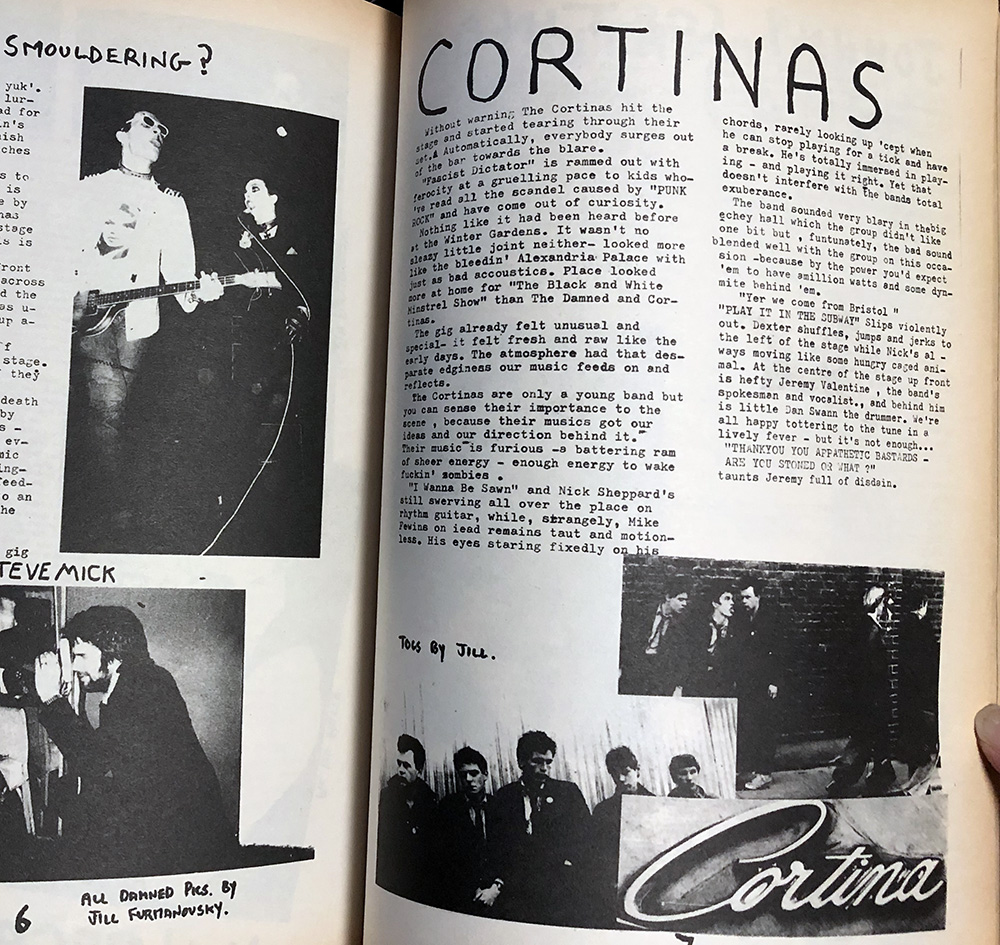 SMOULDERING?
yuk'.
lur-
ad for
in's
ish
ches
s to
is
e by
has
stage
ls is
ront
across
d the
es u-
up a-
f
stage.
they
death
by
s -
ev-
sic
ing-
feed-
o an
he
gig
TEVE MICK
ALL DAMNED PICS. BY
JILL FURMANOVSKY.
6
CORTINAS
Without warning The Cortinas hit the
stage and started tearing through their
set.& Automatically, everybody surges out
of the bar towards the blare.
"Fascist Dictator" is rammed out with
ferocity at a gruelling pace to kids who-
've read all the scandel caused by "PUNK
ROCK" and have come out of curiosity.
Nothing like it had been heard before
at the Winter Gardens. It wasn't no
sleazy little joint neither- looked more
like the bleedin' Alexandria Palace with
just as bad accoustics. Place looked
more at home for "The Black and White
Minstrel Show" than The Damned and Cor-
tinas.
The gig already felt unusual and
special- it felt fresh and raw like the
early days. The atmosphere had that des-
parate edginess our music feeds on and
reflects.
The Cortinas are only a young band but
you can sense their importance to the
scene , because their musics got our
ideas and our direction behind it."
Their music is furious -a battering ram
of sheer energy - enough energy to wake
fuckin' zombies .
"I Wanna Be Sawn" and Nick Sheppard's
still swerving all over the place on
rhythm guitar, while, strangely, Mike
Fewins on lead remains taut and motion-
less. His eyes staring fixedly on his
chords, rarely looking up 'cept when
he can stop playing for a tick and have
a break. He's totally immersed in play-
ing - and playing it right. Yet that
doesn't interfere with the bands total
exuberance.
The band sounded very blary in thebig
echey hall which the group didn't like
one bit but , funtunately, the bad sound
blended well with the group on this occa-
sion -because by the power you'd expect
'em to have amillion watts and some dyn-
mite behind 'em.
"Yer we come from Bristol "
"PLAY IT IN THE SUBWAY" Slips violently
out. Dexter shuffles, jumps and jerks to
the left of the stage while Nick's al -
ways moving like some hungry caged ani-
mal. At the centre of the stage up front
is hefty Jeremy Valentine , the band's
spokesman and vocalist., and behind him
is little Dan Swann the drummer. We're
all happy tottering to the tune in a
lively fever - but it's not enough...
"THANKYOU YOU APPATHETIC BASTARDS -
ARE YOU STONED OR WHAT ?"
taunts Jeremy full of disdain.
TOGS BY JILL.
Cortina